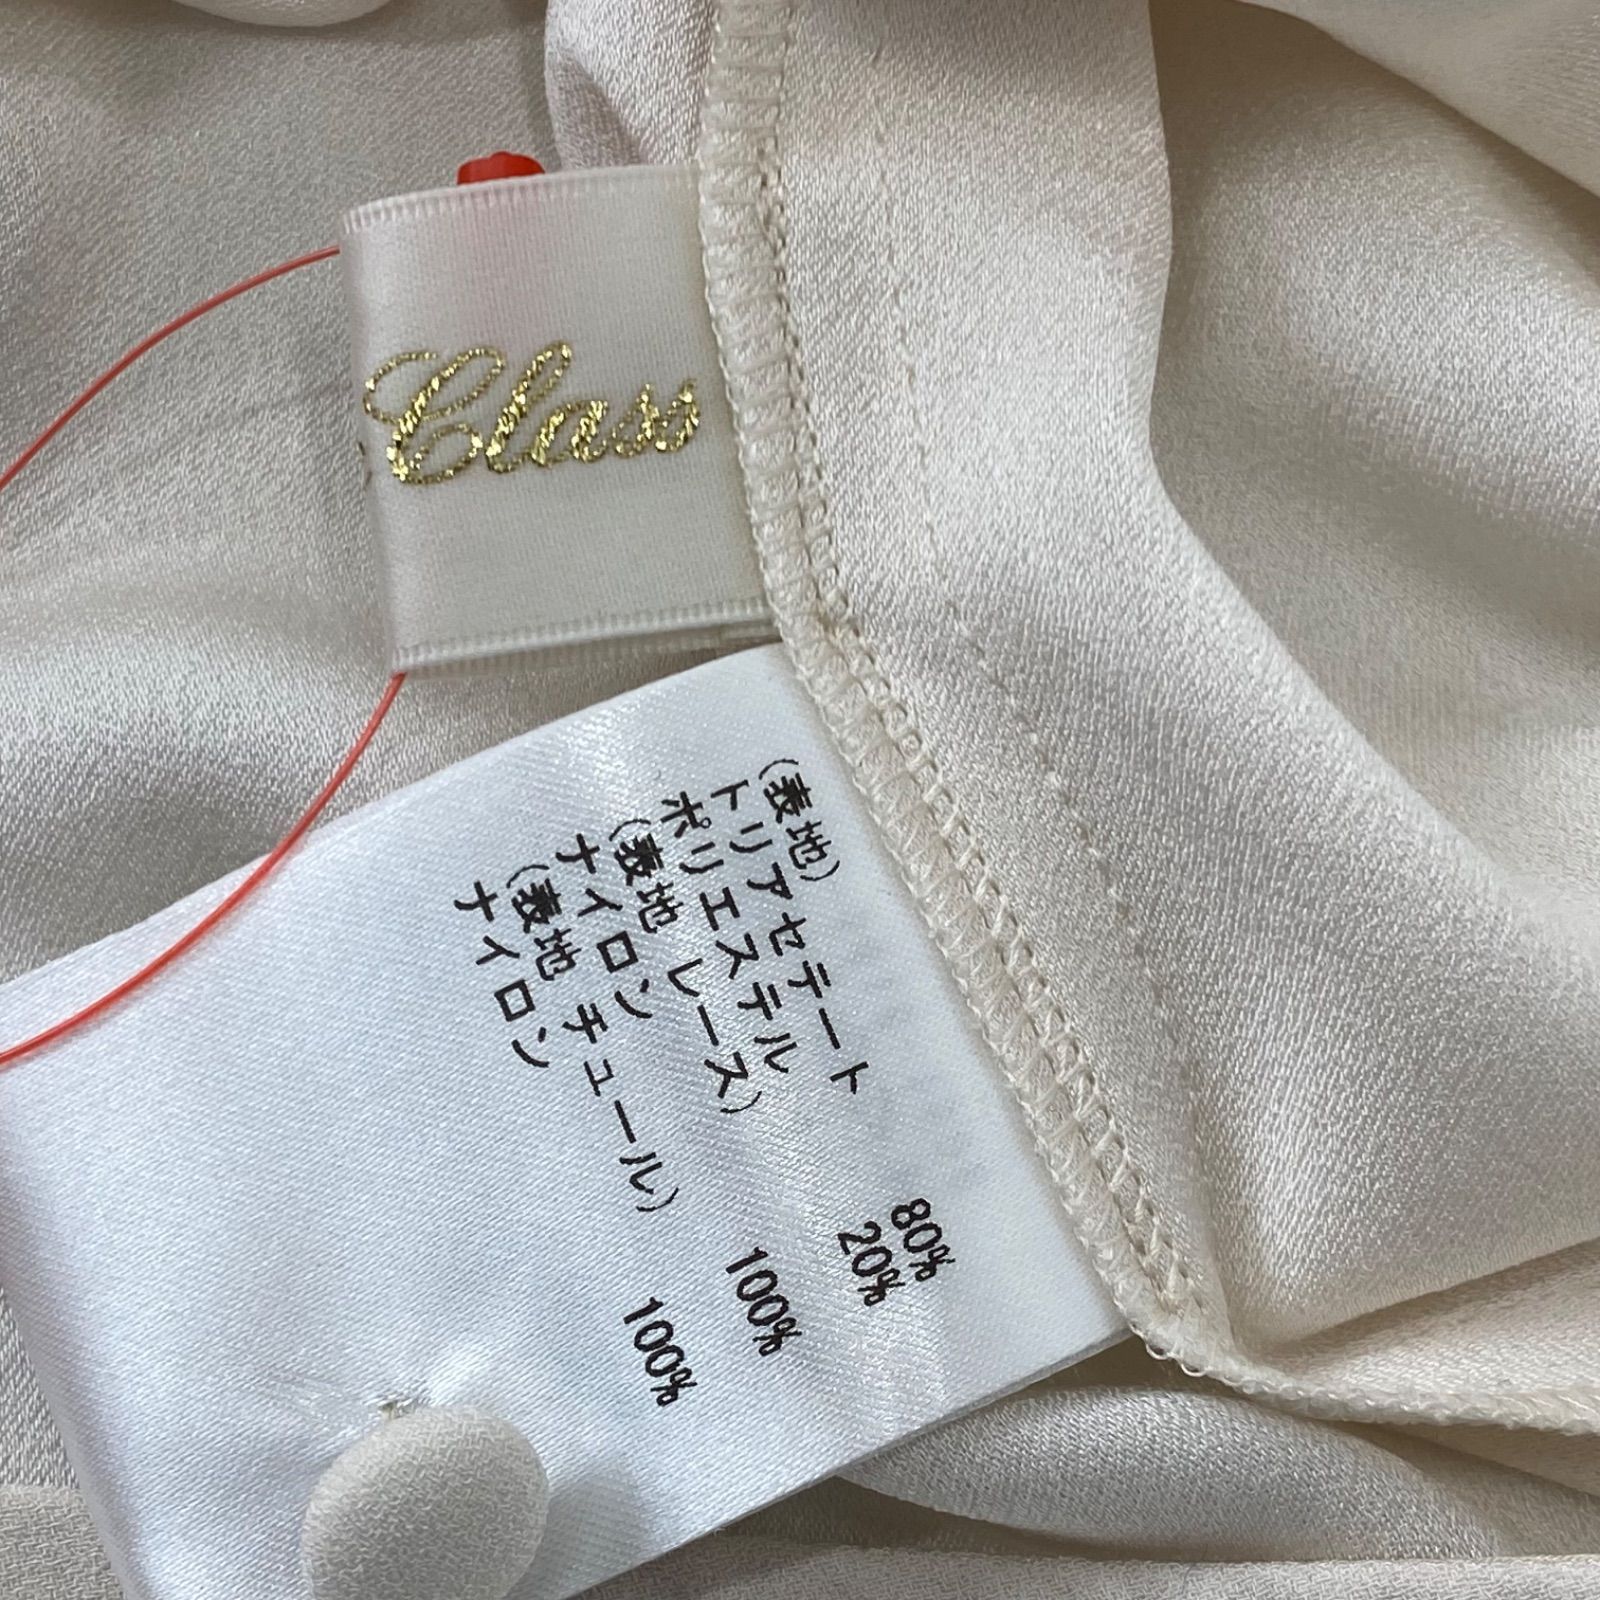 Class
(表地)
トリアセテート 80%
ポリエステル 20%
(表地 レース)
ナイロン 100%
(表地 チュール)
ナイロン 100%